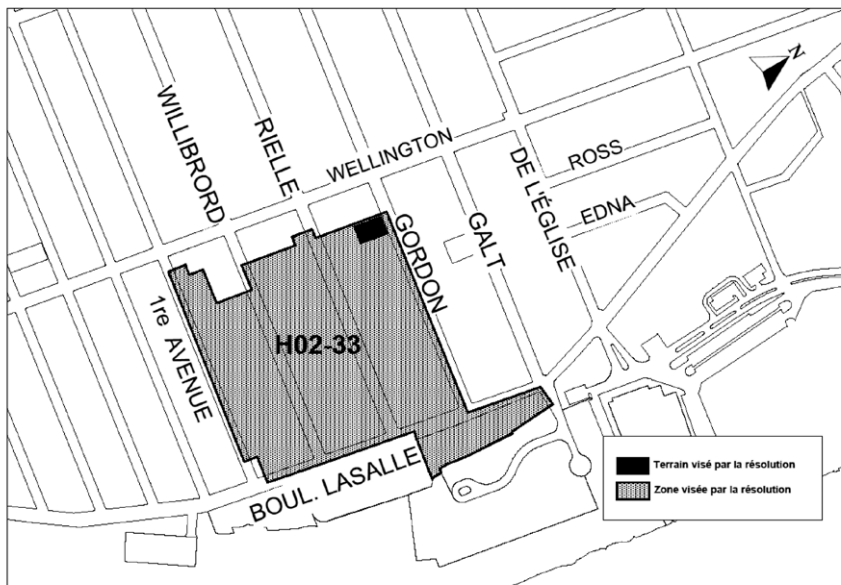 N
WILLIBRORD
RIELLE
WELLINGTON
DE L'ÉGLISE
ROSS
EDNA
GORDON
GALT
1re AVENUE
H02-33
BOUL. LASALLE
Terrain visé par la résolution
Zone visée par la résolution